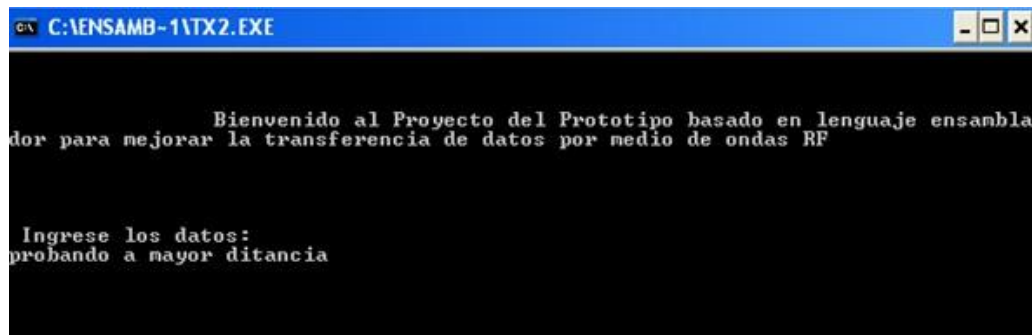 C:\ENSAMB~1\TX2.EXE
Bienvenido al Proyecto del Prototipo basado en lenguaje ensambla
dor para mejorar la transferencia de datos por medio de ondas RF
Ingrese los datos:
probando a mayor ditancia